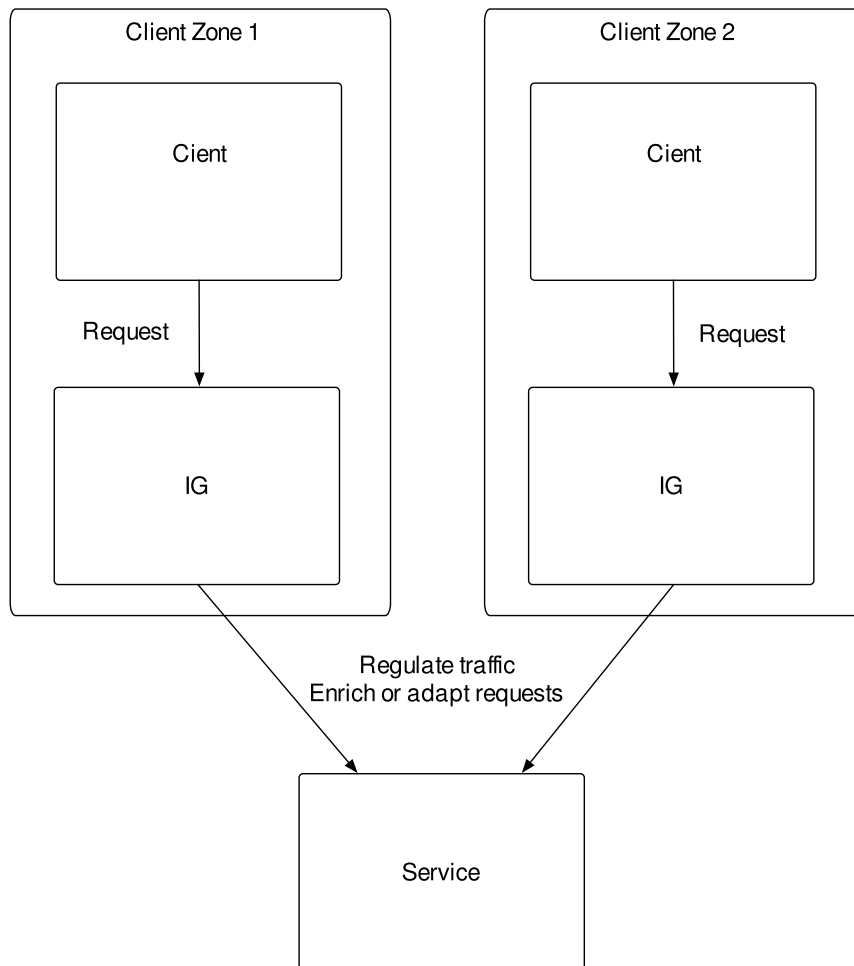 Client Zone 1
Client Zone 2
Cient
Cient
Request
Request
IG
IG
Regulate traffic
Enrich or adapt requests
Service